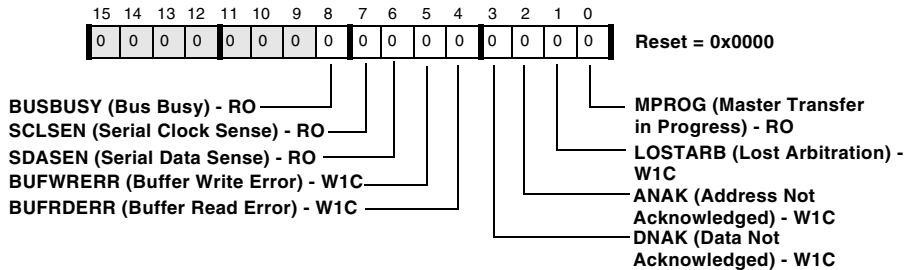 15 14 13 12 11 10 9 8 7 6 5 4 3 2 1 0
0 0 0 0 0 0 0 0 0 0 0 0 0 0 0 0 Reset = 0x0000
BUSBUSY (Bus Busy) - RO
SCLSEN (Serial Clock Sense) - RO
SDASEN (Serial Data Sense) - RO
BUFWRERR (Buffer Write Error) - W1C
BUFRDERR (Buffer Read Error) - W1C
MPROG (Master Transfer
in Progress) - RO
LOSTARB (Lost Arbitration) -
W1C
ANAK (Address Not
Acknowledged) - W1C
DNAK (Data Not
Acknowledged) - W1C